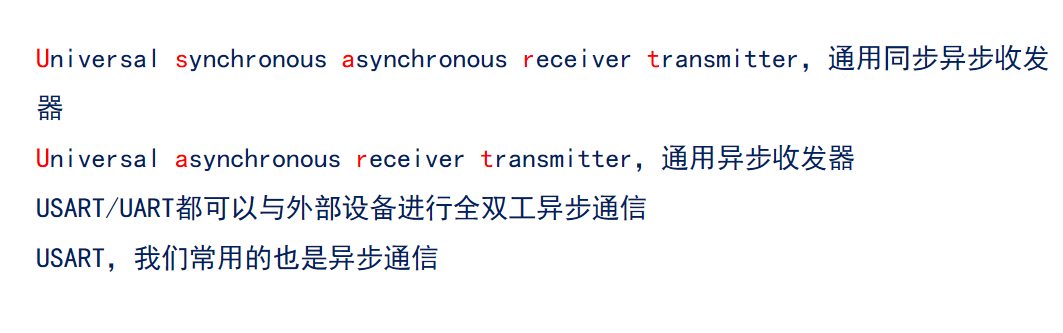 Universal synchronous asynchronous receiver transmitter，通用同步异步收发
器
Universal asynchronous receiver transmitter，通用异步收发器
USART/UART都可以与外部设备进行全双工异步通信
USART，我们常用的也是异步通信